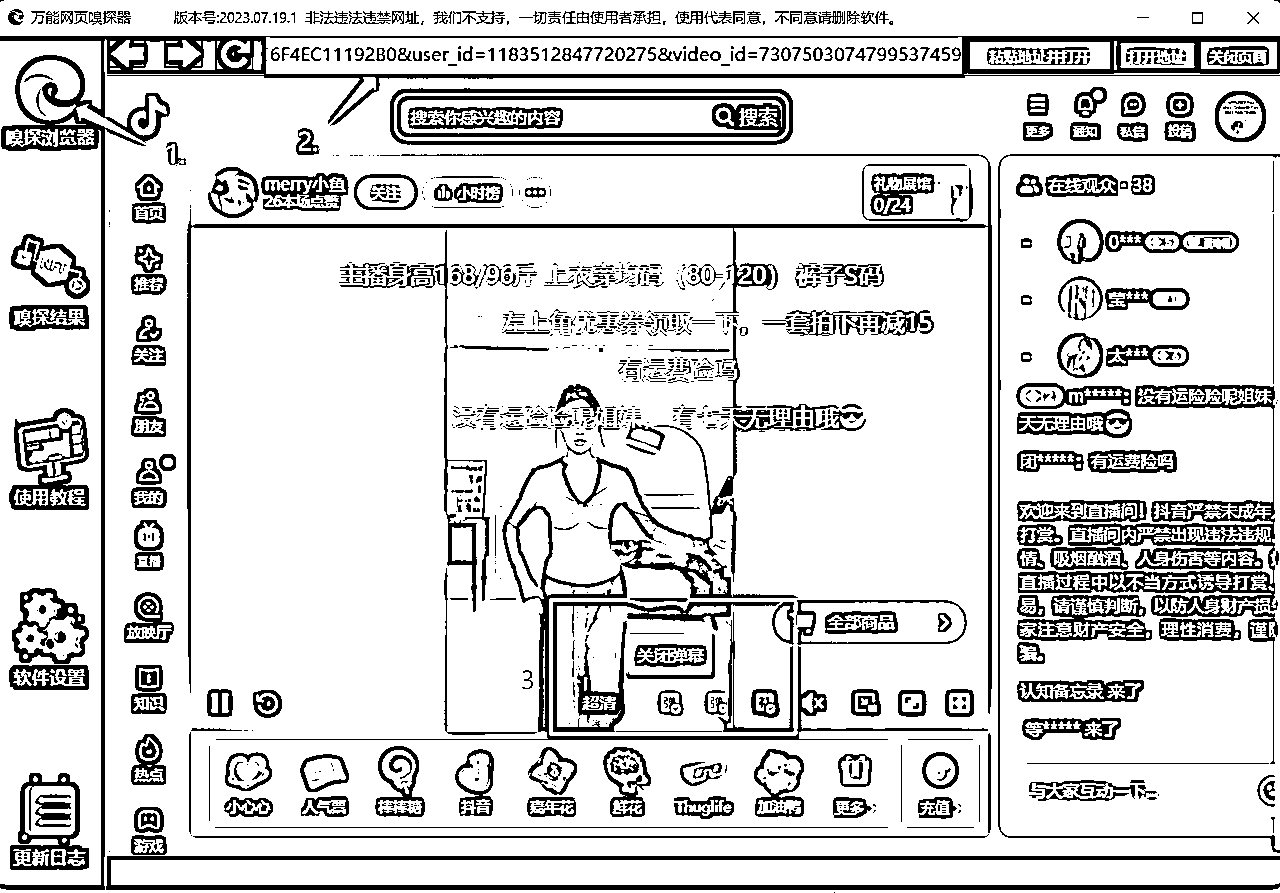 万能网页嗅探器 版本号:2023.07.19.1 非法违法违禁网址，我们不支持，一切责任由使用者承担，使用代表同意，不同意请删除软件。
6F4EC11192B0&user_id=1183512847720275&video_id=7307503074799537459
粘贴地址并打开
打开地址
关闭页面
嗅探浏览器
嗅探结果
使用教程
软件设置
更新日志
1.
2.
3
搜索你感兴趣的内容
搜索
更多
通知
私信
投稿
首页
推荐
关注
朋友
我的
直播
放映厅
知识
热点
游戏
merry小鱼
26本场点赞
关注
小时榜
礼物展馆
0/24
主播身高168/96斤 上衣穿均码（80-120） 裤子S码
左上角优惠券领取一下。一套拍下再减15
有运费险吗
没有运险险呢姐妹，有七天无理由哦
全部商品
关闭弹幕
超清
小心心
人气票
棒棒糖
抖音
嘉年华
鲜花
Thuglife
加油鸭
更多
充值
在线观众 · 38
0***
太***
m*****：没有运险险呢姐妹
天无理由哦
团*****：有运费险吗
欢迎来到直播间！抖音严禁未成年
打赏。直播间内严禁出现违法违规
情、吸烟酗酒、人身伤害等内容。
直播过程中以不当方式诱导打赏、
易，请谨慎判断，以防人身财产损
家注意财产安全，理性消费，谨防
骗。
认知备忘录 来了
等***** 来了
与大家互动一下...